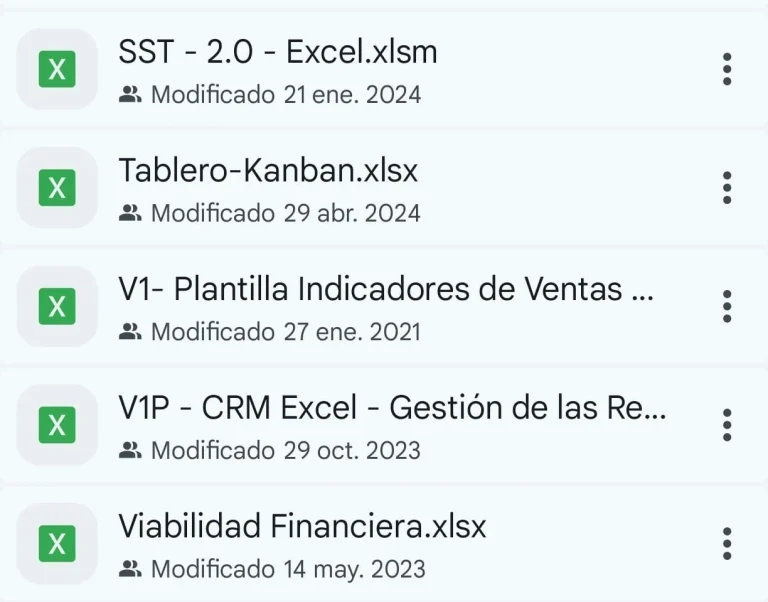 SST - 2.0 - Excel.xlsm
Modificado 21 ene. 2024
Tablero-Kanban.xlsx
Modificado 29 abr. 2024
V1- Plantilla Indicadores de Ventas ...
Modificado 27 ene. 2021
V1P - CRM Excel - Gestión de las Re...
Modificado 29 oct. 2023
Viabilidad Financiera.xlsx
Modificado 14 may. 2023